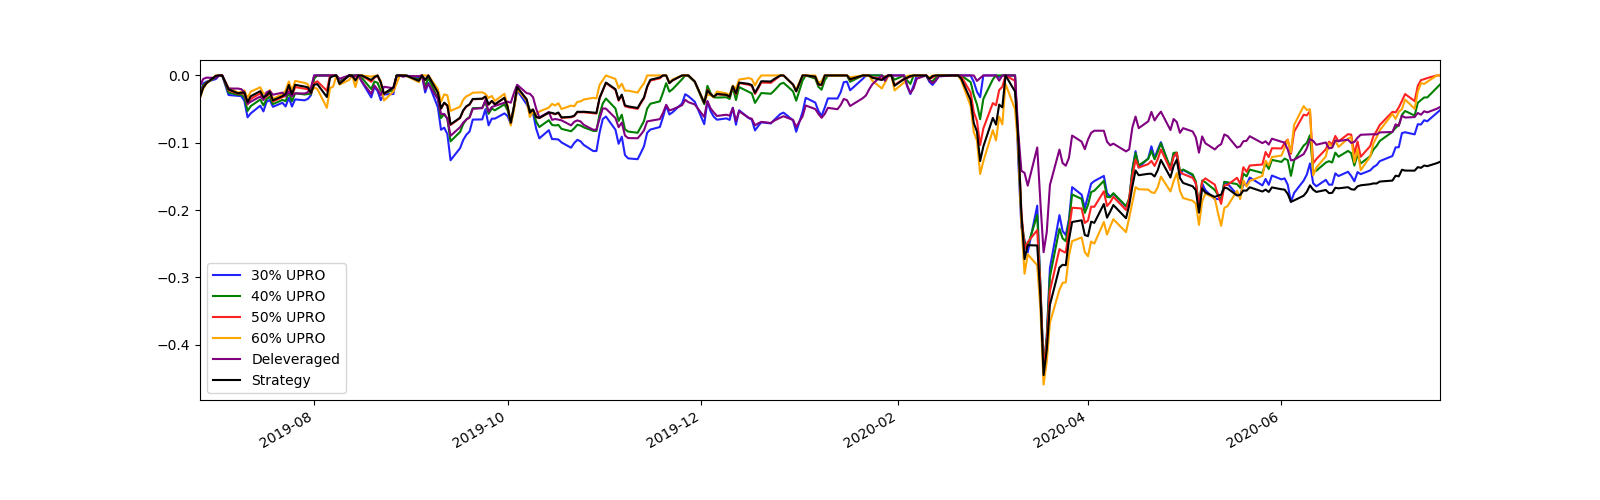 0.0
−0.1
−0.2
−0.3
−0.4
30% UPRO
40% UPRO
50% UPRO
60% UPRO
Deleveraged
Strategy
2019-08
2019-10
2019-12
2020-02
2020-04
2020-06